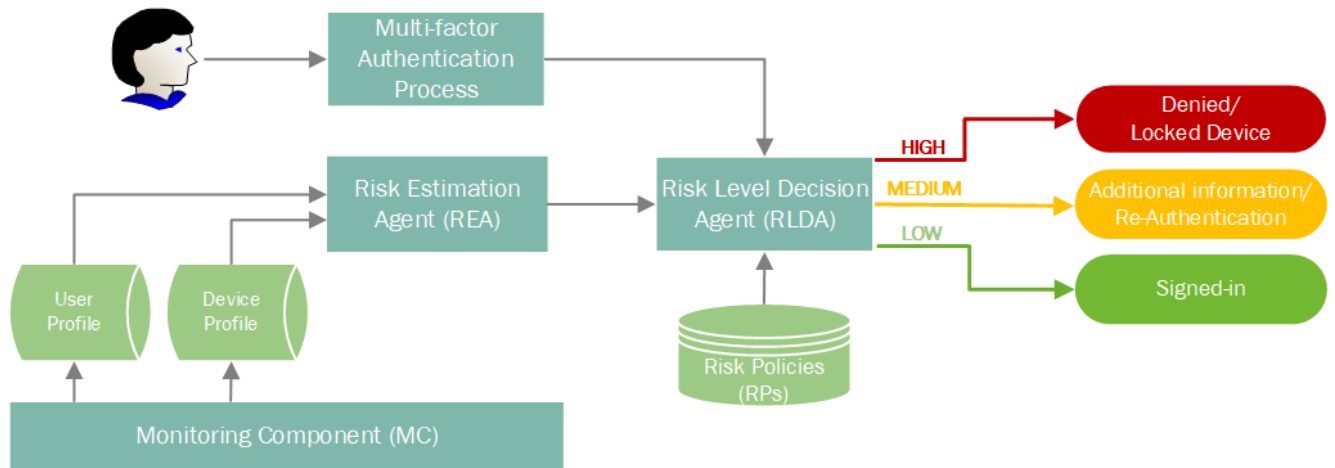 Multi-factor
Authentication
Process
Denied/
Locked Device
HIGH
Risk Estimation
Agent (REA)
Risk Level Decision
Agent (RLDA)
MEDIUM
Additional information/
Re-Authentication
LOW
User
Profile
Device
Profile
Signed-in
Risk Policies
(RPs)
Monitoring Component (MC)